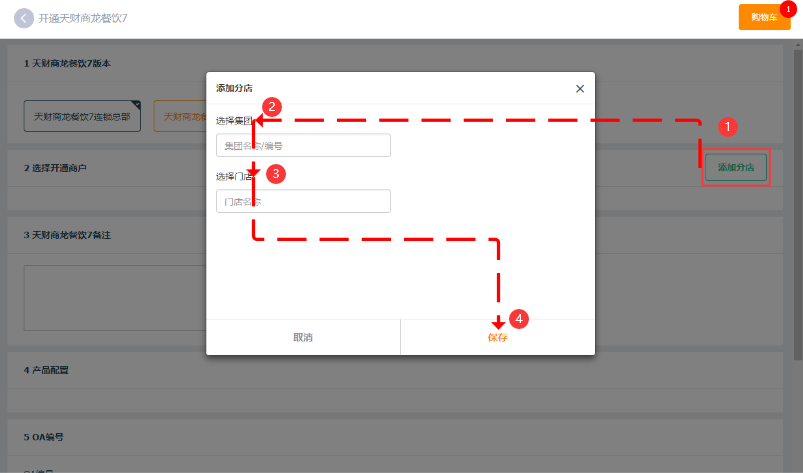 开通天财商龙餐饮7
购物车
1
1 天财商龙餐饮7版本
天财商龙餐饮7连锁总部
天财商龙
2 选择开通商户
添加分店
3 天财商龙餐饮7备注
4 产品配置
5 OA编号
添加分店
×
选择集团
2
集团名称/编号
选择门店
3
门店名称
1
取消
保存
4